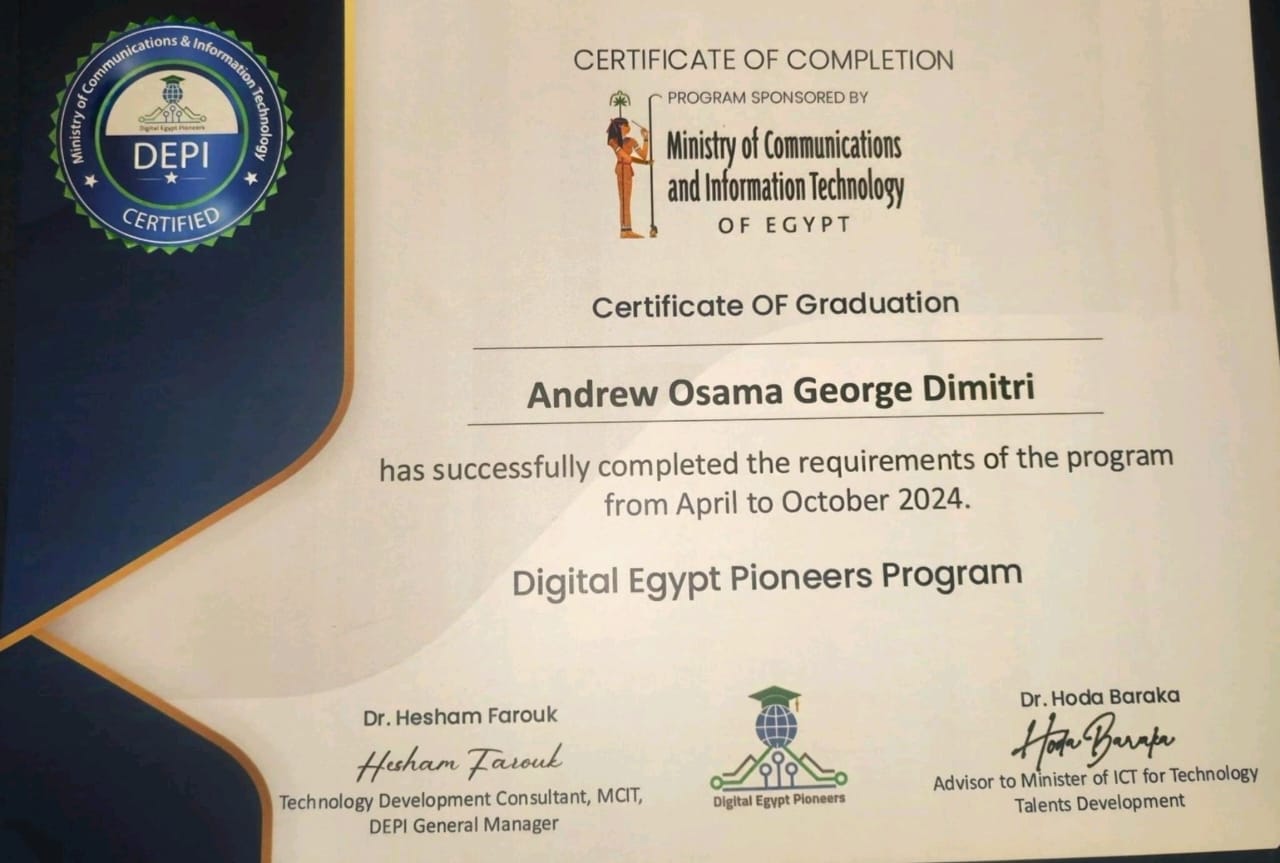 Ministry of Communications & Information Technology
Digital Egypt Pioneers
DEPI
CERTIFIED
CERTIFICATE OF COMPLETION
PROGRAM SPONSORED BY
Ministry of Communications
and Information Technology
OF EGYPT
Certificate OF Graduation
Andrew Osama George Dimitri
has successfully completed the requirements of the program
from April to October 2024.
Digital Egypt Pioneers Program
Dr. Hesham Farouk
Hesham Farouk
Technology Development Consultant, MCIT,
DEPI General Manager
Digital Egypt Pioneers
Dr. Hoda Baraka
Hoda Baraka
Advisor to Minister of ICT for Technology
Talents Development